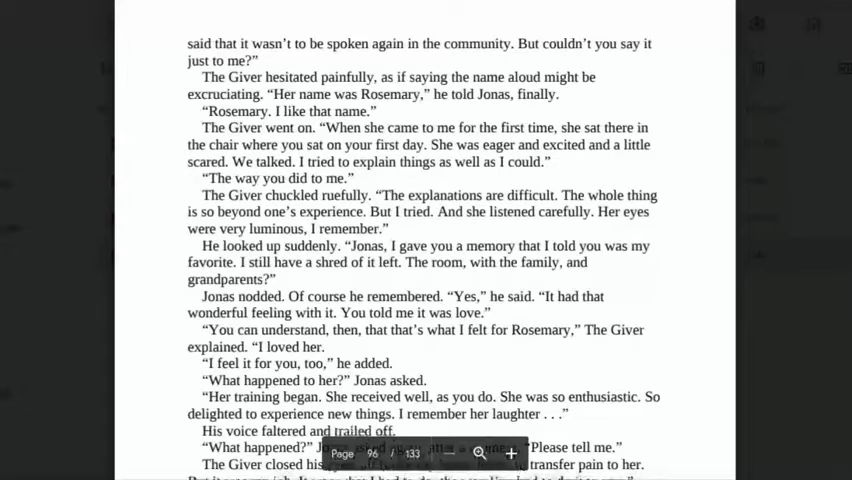 said that it wasn’t to be spoken again in the community. But couldn’t you say it
just to me?”
The Giver hesitated painfully, as if saying the name aloud might be
excruciating. “Her name was Rosemary,” he told Jonas, finally.
“Rosemary. I like that name.”
The Giver went on. “When she came to me for the first time, she sat there in
the chair where you sat on your first day. She was eager and excited and a little
scared. We talked. I tried to explain things as well as I could.”
“The way you did to me.”
The Giver chuckled ruefully. “The explanations are difficult. The whole thing
is so beyond one’s experience. But I tried. And she listened carefully. Her eyes
were very luminous, I remember.”
He looked up suddenly. “Jonas, I gave you a memory that I told you was my
favorite. I still have a shred of it left. The room, with the family, and
grandparents?”
Jonas nodded. Of course he remembered. “Yes,” he said. “It had that
wonderful feeling with it. You told me it was love.”
“You can understand, then, that that’s what I felt for Rosemary,” The Giver
explained. “I loved her.
“I feel it for you, too,” he added.
“What happened to her?” Jonas asked.
“Her training began. She received well, as you do. She was so enthusiastic. So
delighted to experience new things. I remember her laughter . . .”
His voice faltered and trailed off.
“What happened?” “Please tell me.”
The Giver closed his transfer pain to her.
Page 96 / 133